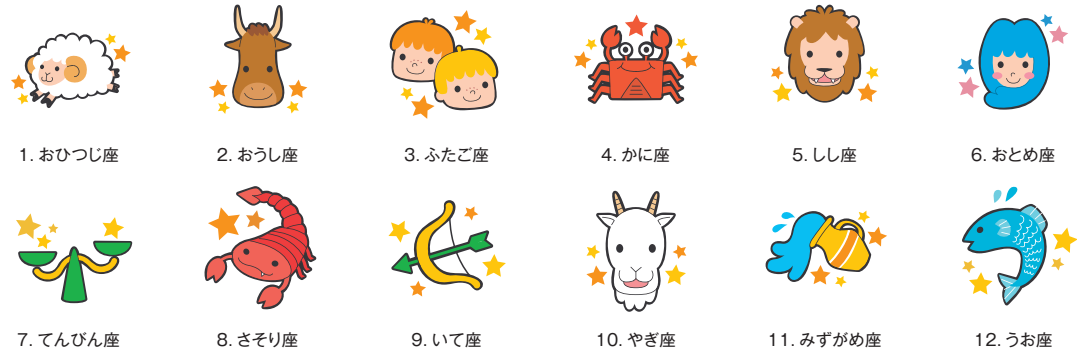 1. おひつじ座
2. おうし座
3. ふたご座
4. かに座
5. しし座
6. おとめ座
7. てんびん座
8. さそり座
9. いて座
10. やぎ座
11. みずがめ座
12. うお座